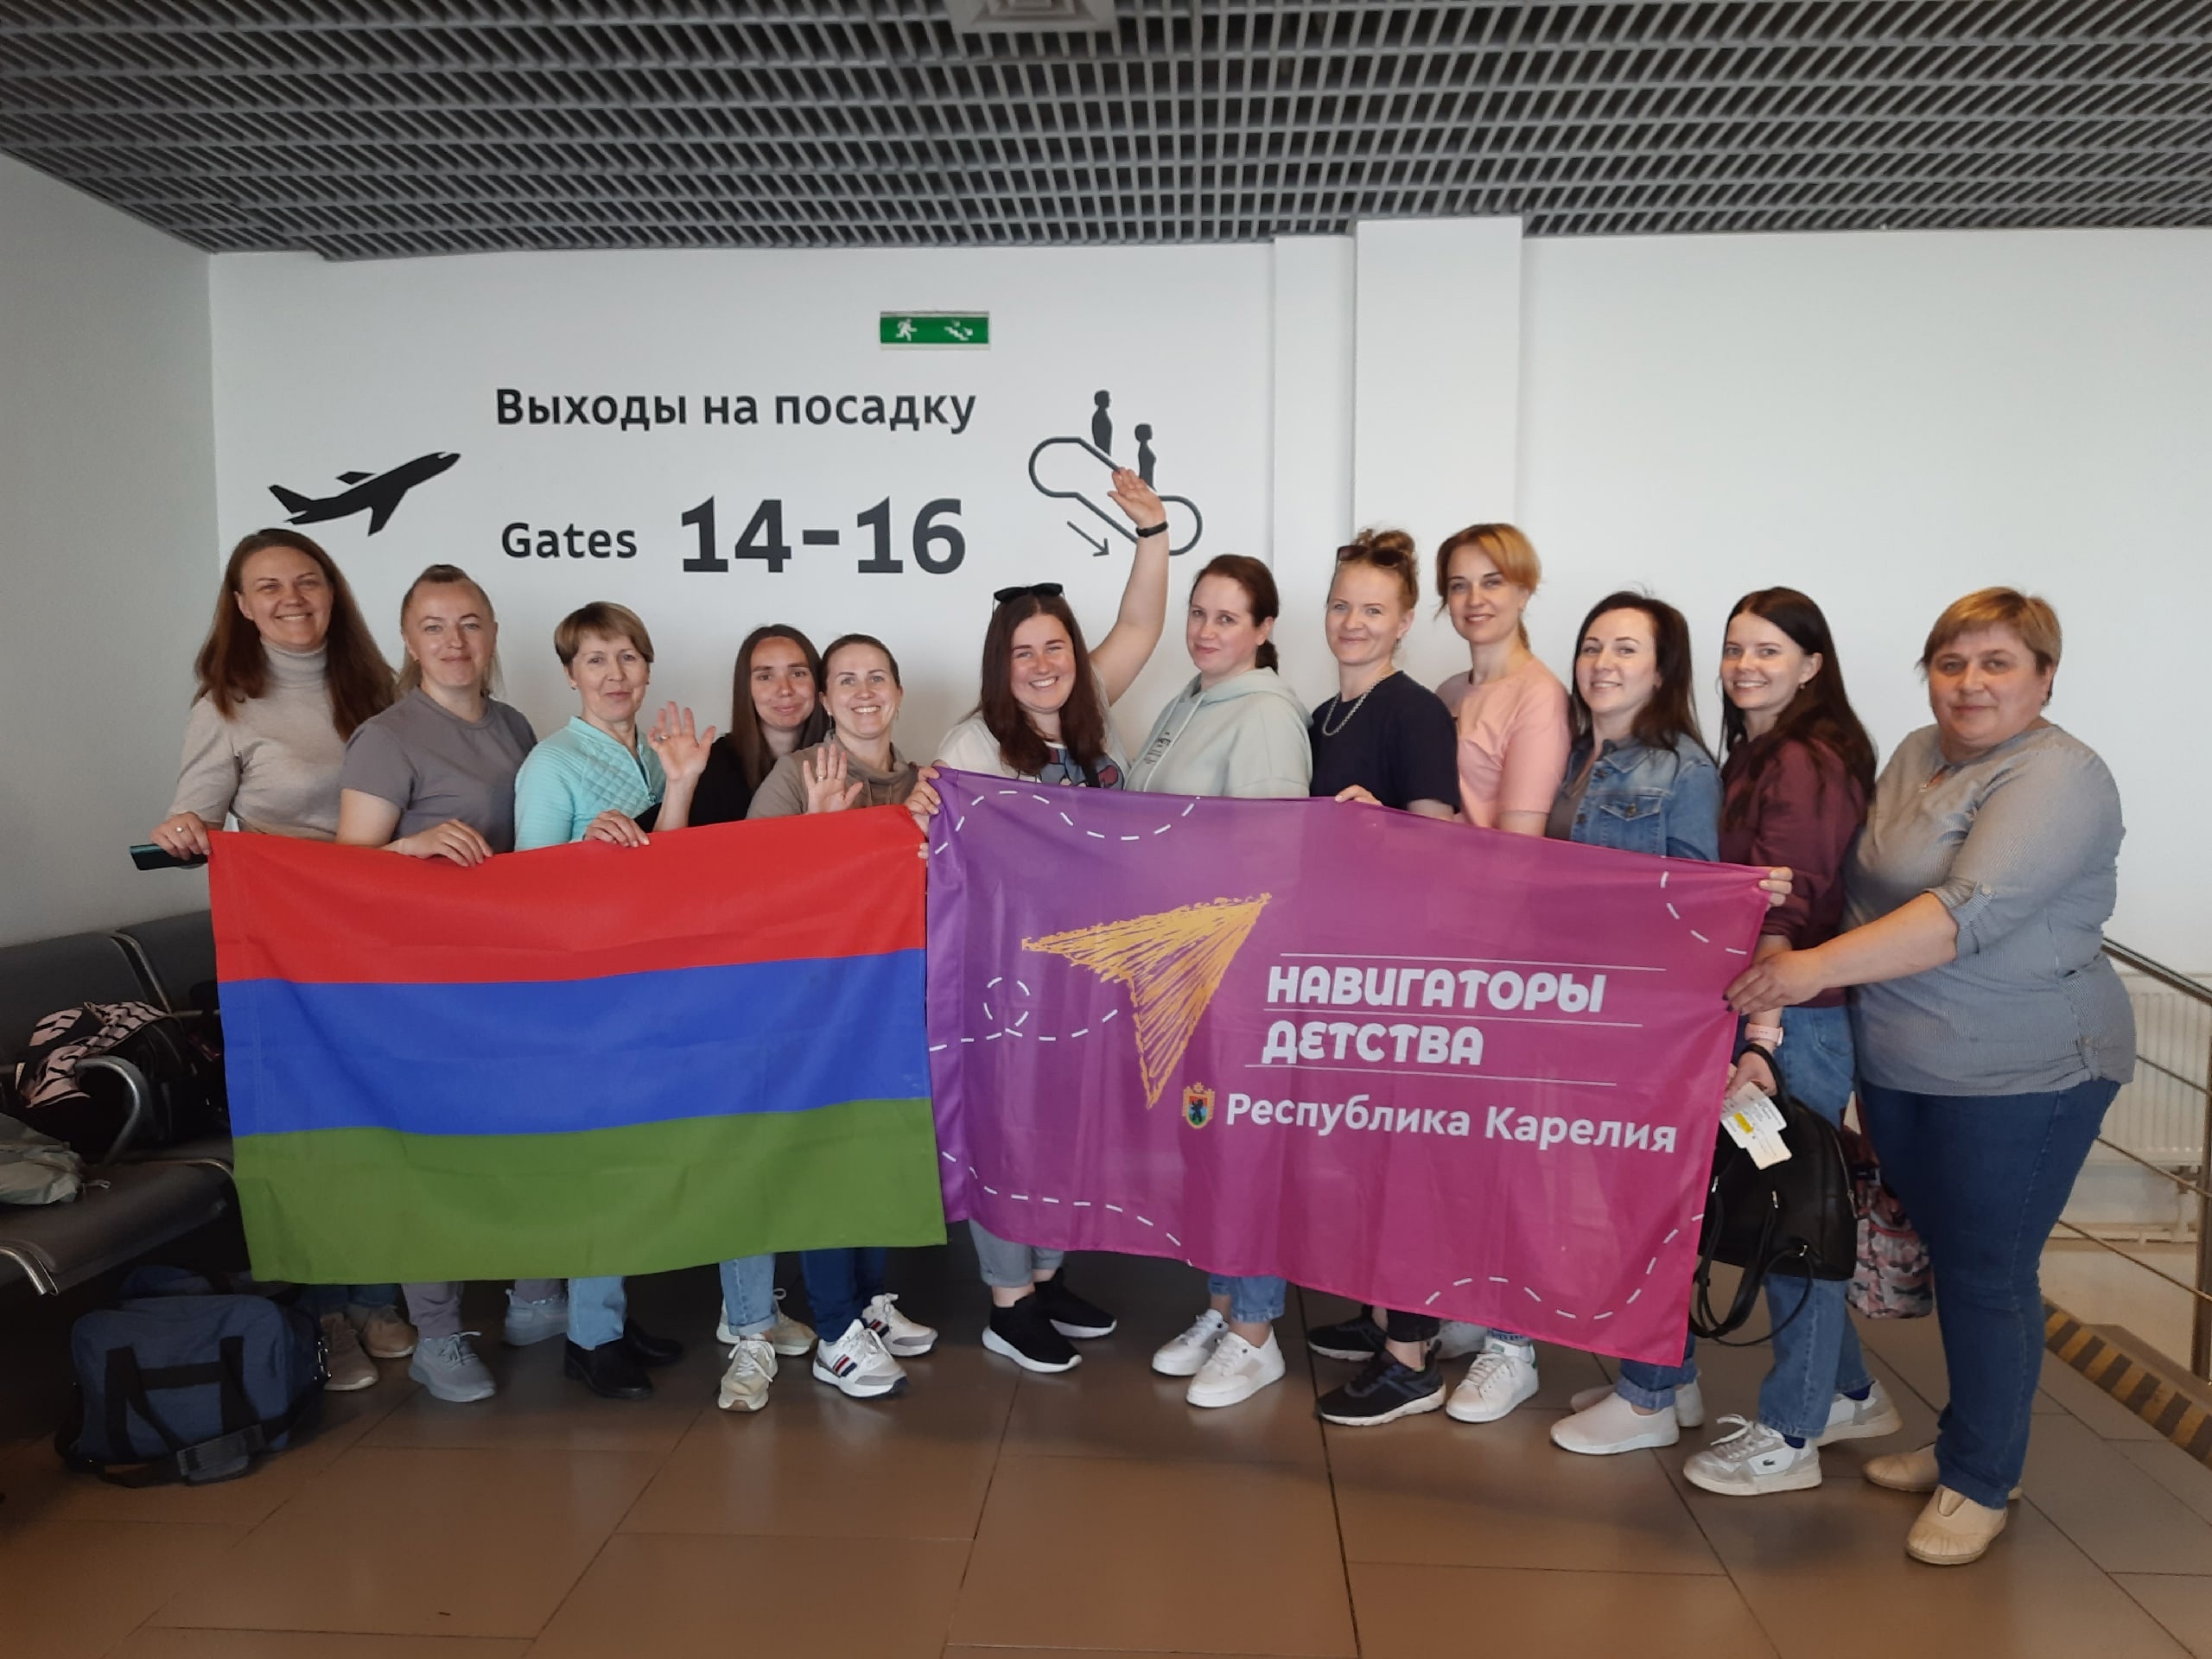 Выходы на посадку
Gates 14-16
НАВИГАТОРЫ
ДЕТСТВА
Республика Карелия